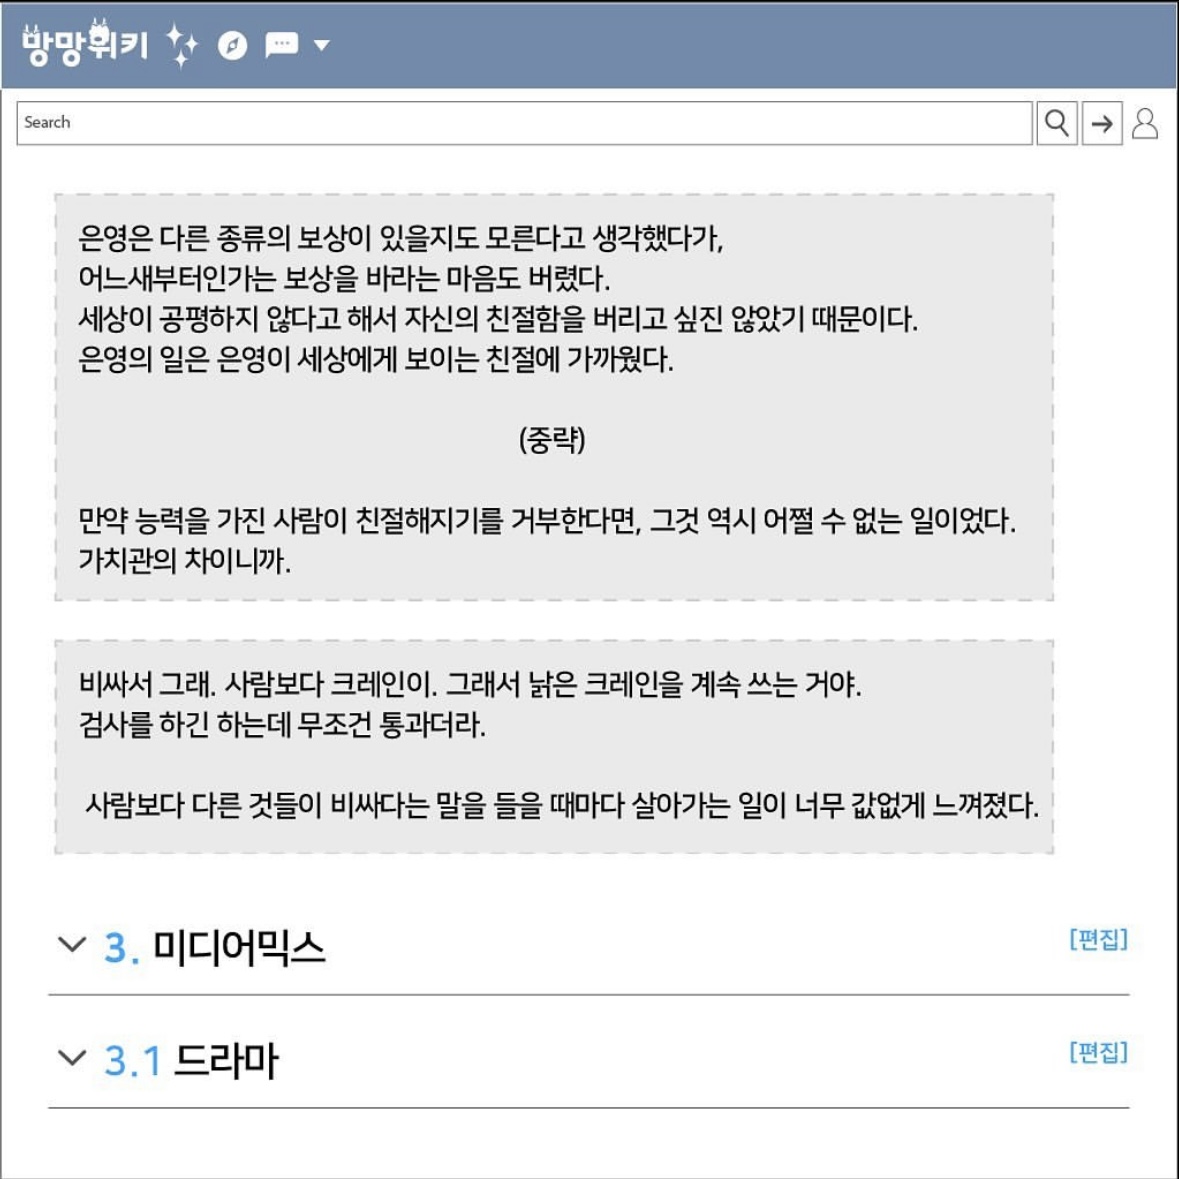 망망위키
Search
은영은 다른 종류의 보상이 있을지도 모른다고 생각했다가,
어느새부터인가는 보상을 바라는 마음도 버렸다.
세상이 공평하지 않다고 해서 자신의 친절함을 버리고 싶진 않았기 때문이다.
은영의 일은 은영이 세상에게 보이는 친절에 가까웠다.
(중략)
만약 능력을 가진 사람이 친절해지기를 거부한다면, 그것 역시 어쩔 수 없는 일이었다.
가치관의 차이니까.
비싸서 그래. 사람보다 크레인이. 그래서 낡은 크레인을 계속 쓰는 거야.
검사를 하긴 하는데 무조건 통과더라.
사람보다 다른 것들이 비싸다는 말을 들을 때마다 살아가는 일이 너무 값없게 느껴졌다.
3. 미디어믹스 [편집]
3.1 드라마 [편집]